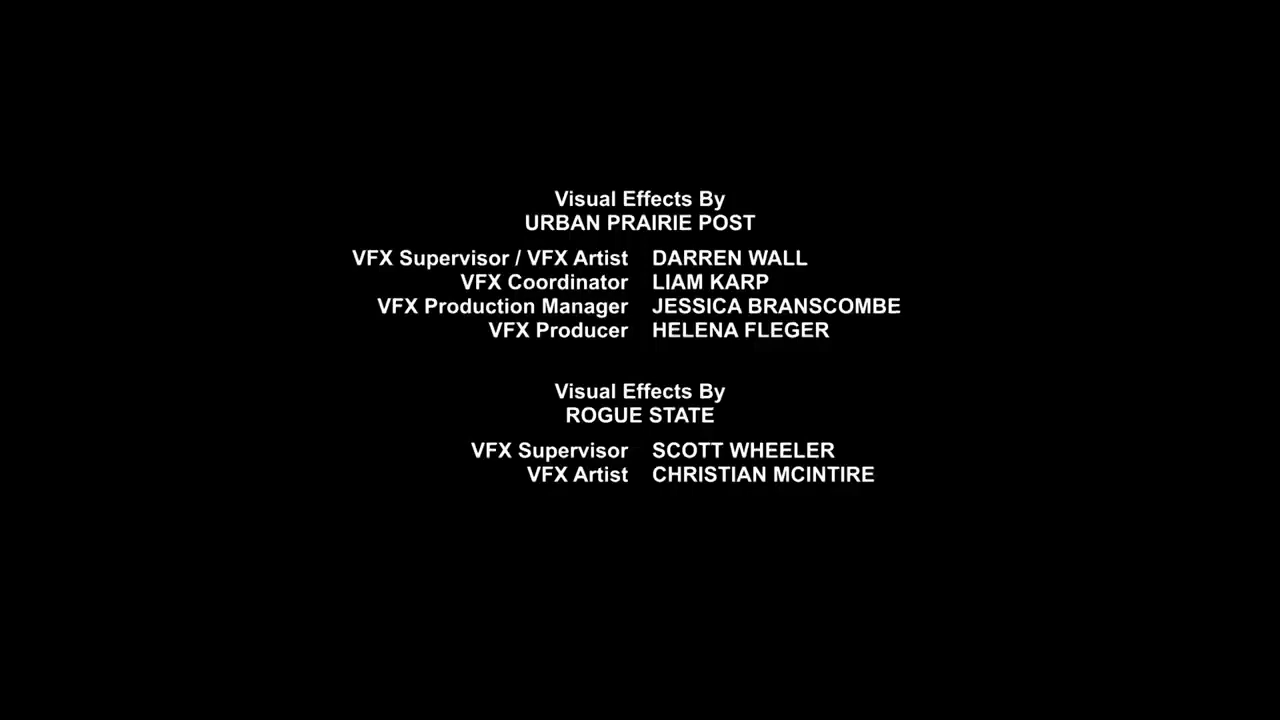 Visual Effects By
URBAN PRAIRIE POST
VFX Supervisor / VFX Artist DARREN WALL
VFX Coordinator LIAM KARP
VFX Production Manager JESSICA BRANSCOMBE
VFX Producer HELENA FLEGER
Visual Effects By
ROGUE STATE
VFX Supervisor SCOTT WHEELER
VFX Artist CHRISTIAN MCINTIRE